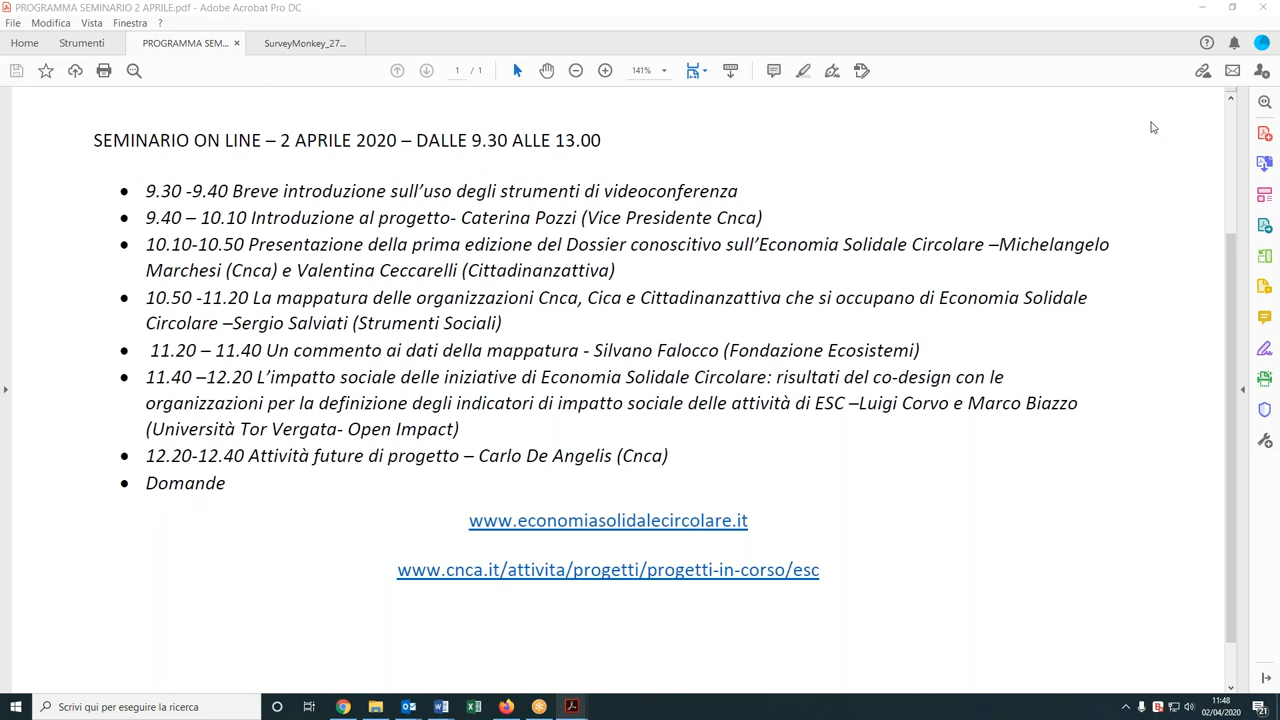 PROGRAMMA SEMINARIO 2 APRILE.pdf - Adobe Acrobat Pro DC
File Modifica Vista Finestra ?
Home Strumenti PROGRAMMA SEM... × SurveyMonkey_27...
1 / 1 141%
SEMINARIO ON LINE – 2 APRILE 2020 – DALLE 9.30 ALLE 13.00
• 9.30 -9.40 Breve introduzione sull’uso degli strumenti di videoconferenza
• 9.40 – 10.10 Introduzione al progetto- Caterina Pozzi (Vice Presidente Cnca)
• 10.10-10.50 Presentazione della prima edizione del Dossier conoscitivo sull’Economia Solidale Circolare –Michelangelo
Marchesi (Cnca) e Valentina Ceccarelli (Cittadinanzattiva)
• 10.50 -11.20 La mappatura delle organizzazioni Cnca, Cica e Cittadinanzattiva che si occupano di Economia Solidale
Circolare –Sergio Salviati (Strumenti Sociali)
• 11.20 – 11.40 Un commento ai dati della mappatura - Silvano Falocco (Fondazione Ecosistemi)
• 11.40 –12.20 L’impatto sociale delle iniziative di Economia Solidale Circolare: risultati del co-design con le
organizzazioni per la definizione degli indicatori di impatto sociale delle attività di ESC –Luigi Corvo e Marco Biazzo
(Università Tor Vergata- Open Impact)
• 12.20-12.40 Attività future di progetto – Carlo De Angelis (Cnca)
• Domande
www.economiasolidalecircolare.it
www.cnca.it/attivita/progetti/progetti-in-corso/esc
Scrivi qui per eseguire la ricerca
11:48
02/04/2020
21